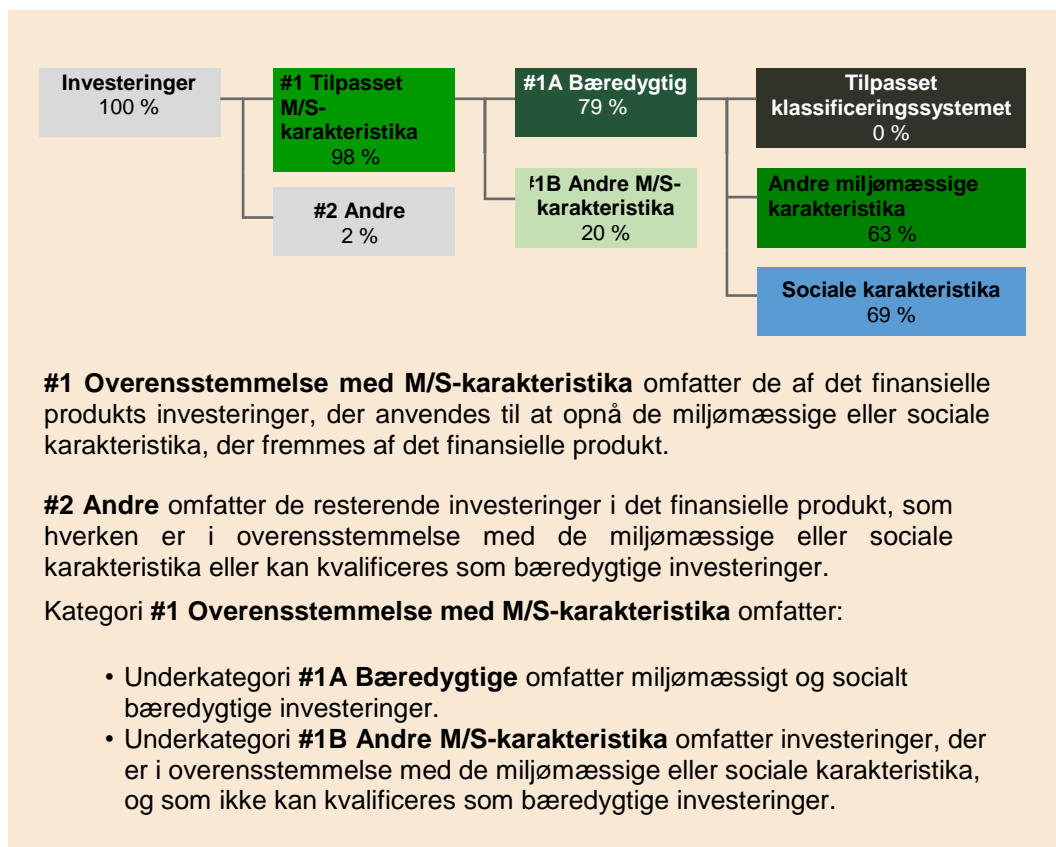 Investeringer
100 %
#1 Tilpasset
M/S-
karakteristika
98 %
#2 Andre
2 %
#1A Bæredygtig
79 %
#1B Andre M/S-
karakteristika
20 %
Tilpasset
klassificeringssystemet
0 %
Andre miljømæssige
karakteristika
63 %
Sociale karakteristika
69 %
#1 Overensstemmelse med M/S-karakteristika omfatter de af det finansielle
produkts investeringer, der anvendes til at opnå de miljømæssige eller sociale
karakteristika, der fremmes af det finansielle produkt.
#2 Andre omfatter de resterende investeringer i det finansielle produkt, som
hverken er i overensstemmelse med de miljømæssige eller sociale
karakteristika eller kan kvalificeres som bæredygtige investeringer.
Kategori #1 Overensstemmelse med M/S-karakteristika omfatter:
• Underkategori #1A Bæredygtige omfatter miljømæssigt og socialt
bæredygtige investeringer.
• Underkategori #1B Andre M/S-karakteristika omfatter investeringer, der
er i overensstemmelse med de miljømæssige eller sociale karakteristika,
og som ikke kan kvalificeres som bæredygtige investeringer.